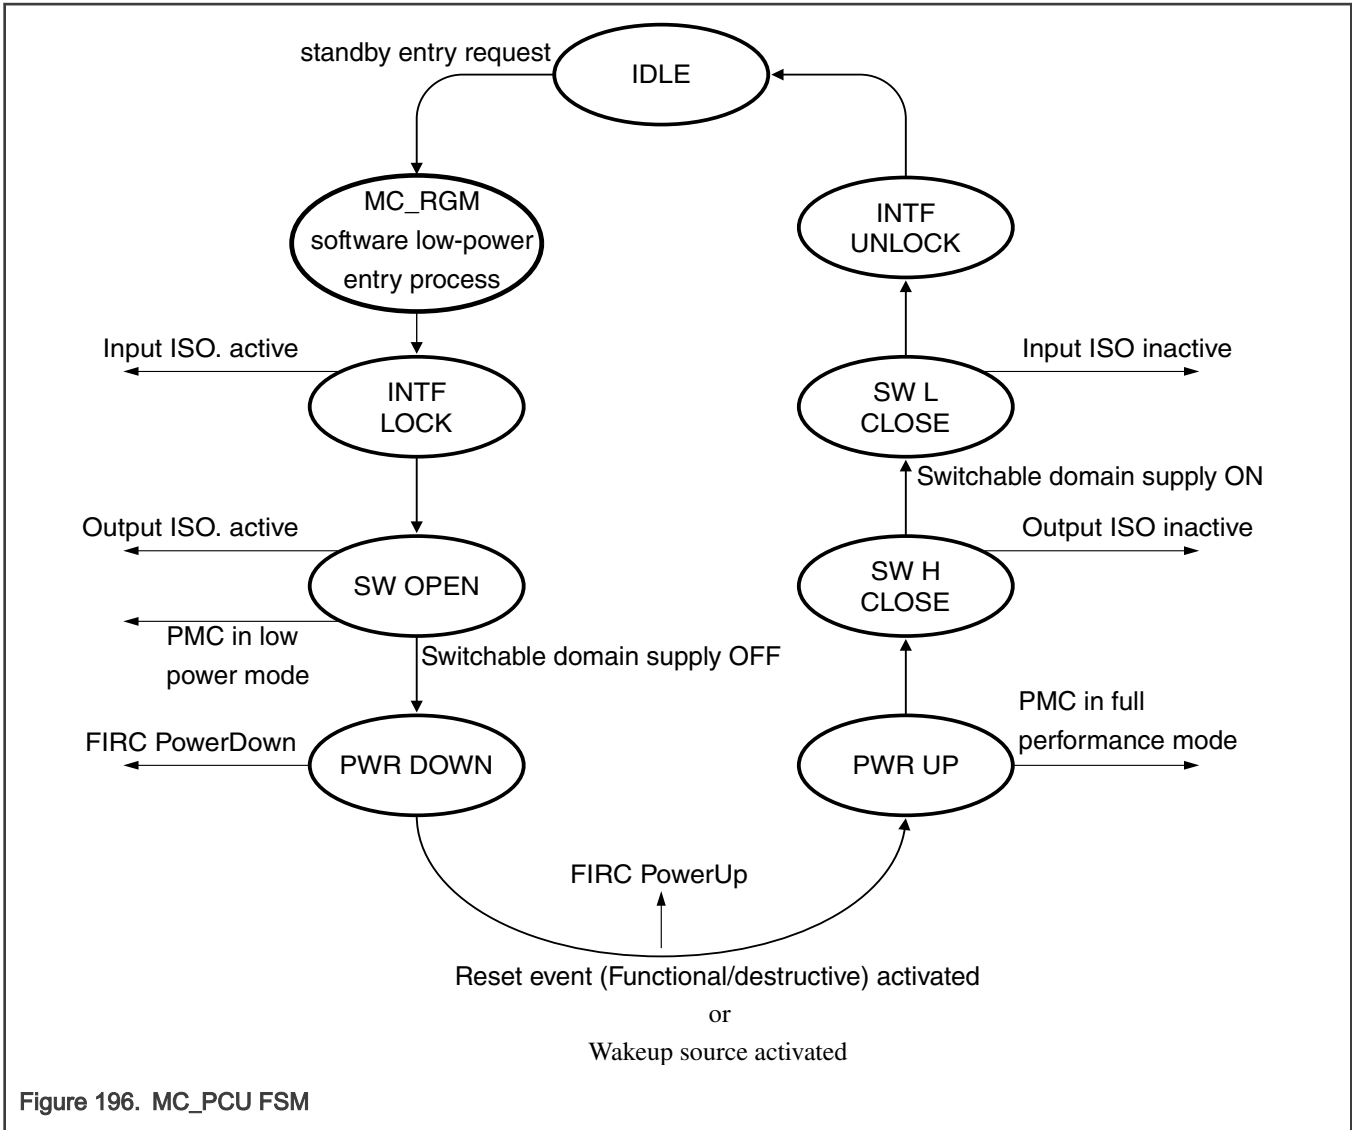 standby entry request
IDLE
MC_RGM
software low-power
entry process
INTF
UNLOCK
Input ISO. active
Input ISO inactive
INTF
LOCK
SW L
CLOSE
Switchable domain supply ON
Output ISO. active
Output ISO inactive
SW OPEN
SW H
CLOSE
PMC in low
power mode
Switchable domain supply OFF
PMC in full
performance mode
FIRC PowerDown
PWR DOWN
PWR UP
FIRC PowerUp
Reset event (Functional/destructive) activated
or
Wakeup source activated
Figure 196. MC_PCU FSM